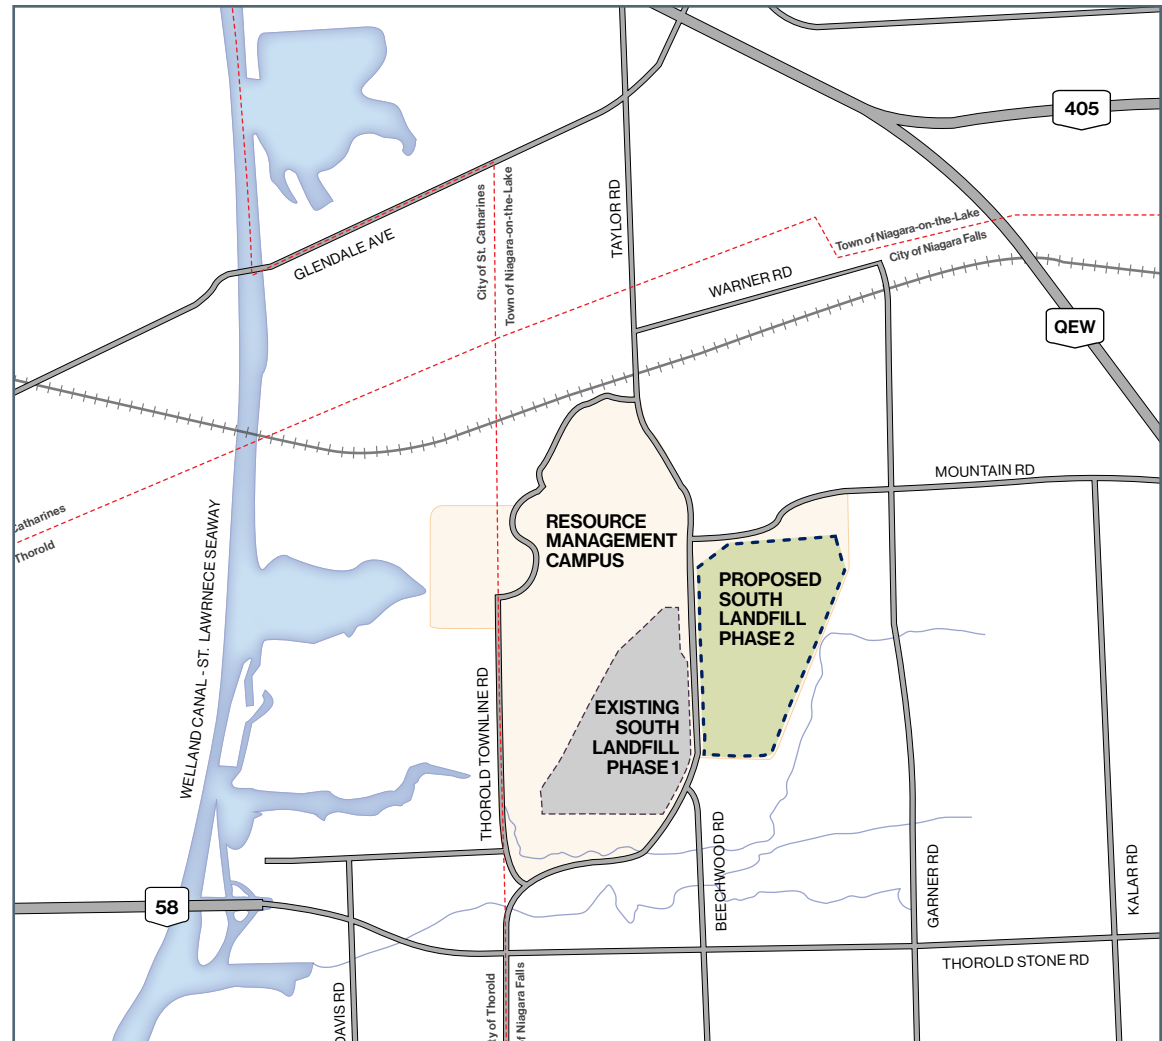 405
TAYLOR RD
City of St. Catharines
Town of Niagara-on-the-Lake
Town of Niagara-on-the-Lake
City of Niagara Falls
GLENDALE AVE
WARNER RD
QEW
MOUNTAIN RD
Catharines
Thorold
WELLAND CANAL - ST. LAWRNECE SEAWAY
RESOURCE
MANAGEMENT
CAMPUS
PROPOSED
SOUTH
LANDFILL
PHASE 2
EXISTING
SOUTH
LANDFILL
PHASE 1
THOROLD TOWNLINE RD
BEECHWOOD RD
GARNER RD
KALAR RD
58
THOROLD STONE RD
DAVIS RD
ty of Thorold
of Niagara Falls